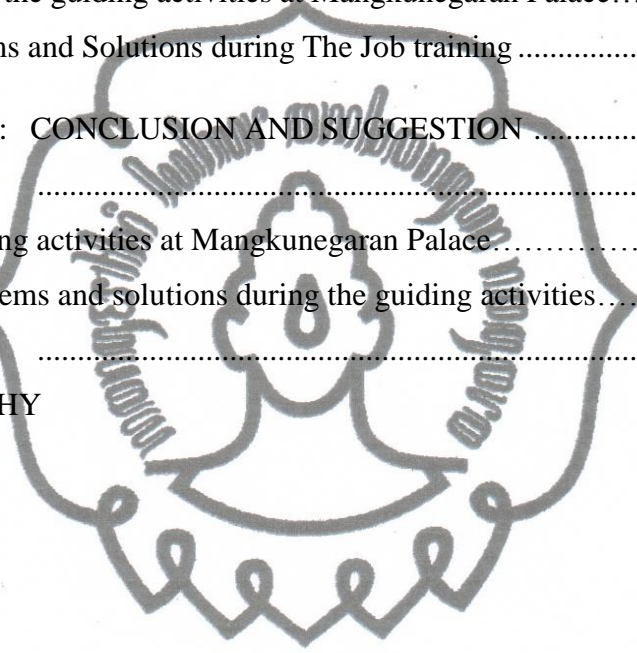 the guiding activities at Mangkunegaran Palace…
ns and Solutions during The Job training ................
: CONCLUSION AND SUGGESTION ..............
................................................................................
ng activities at Mangkunegaran Palace……………
ems and solutions during the guiding activities…..
................................................................................
HY